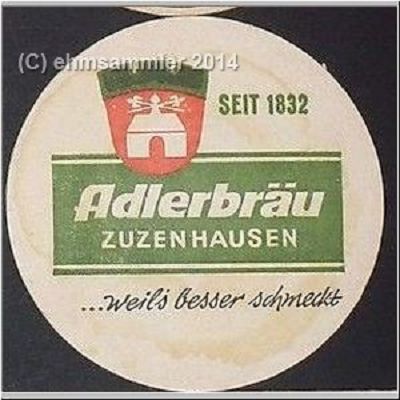 (C) ehmsammler 2014
SEIT 1832
Adlerbräu
ZUZENHAUSEN
...weil's besser schmeckt